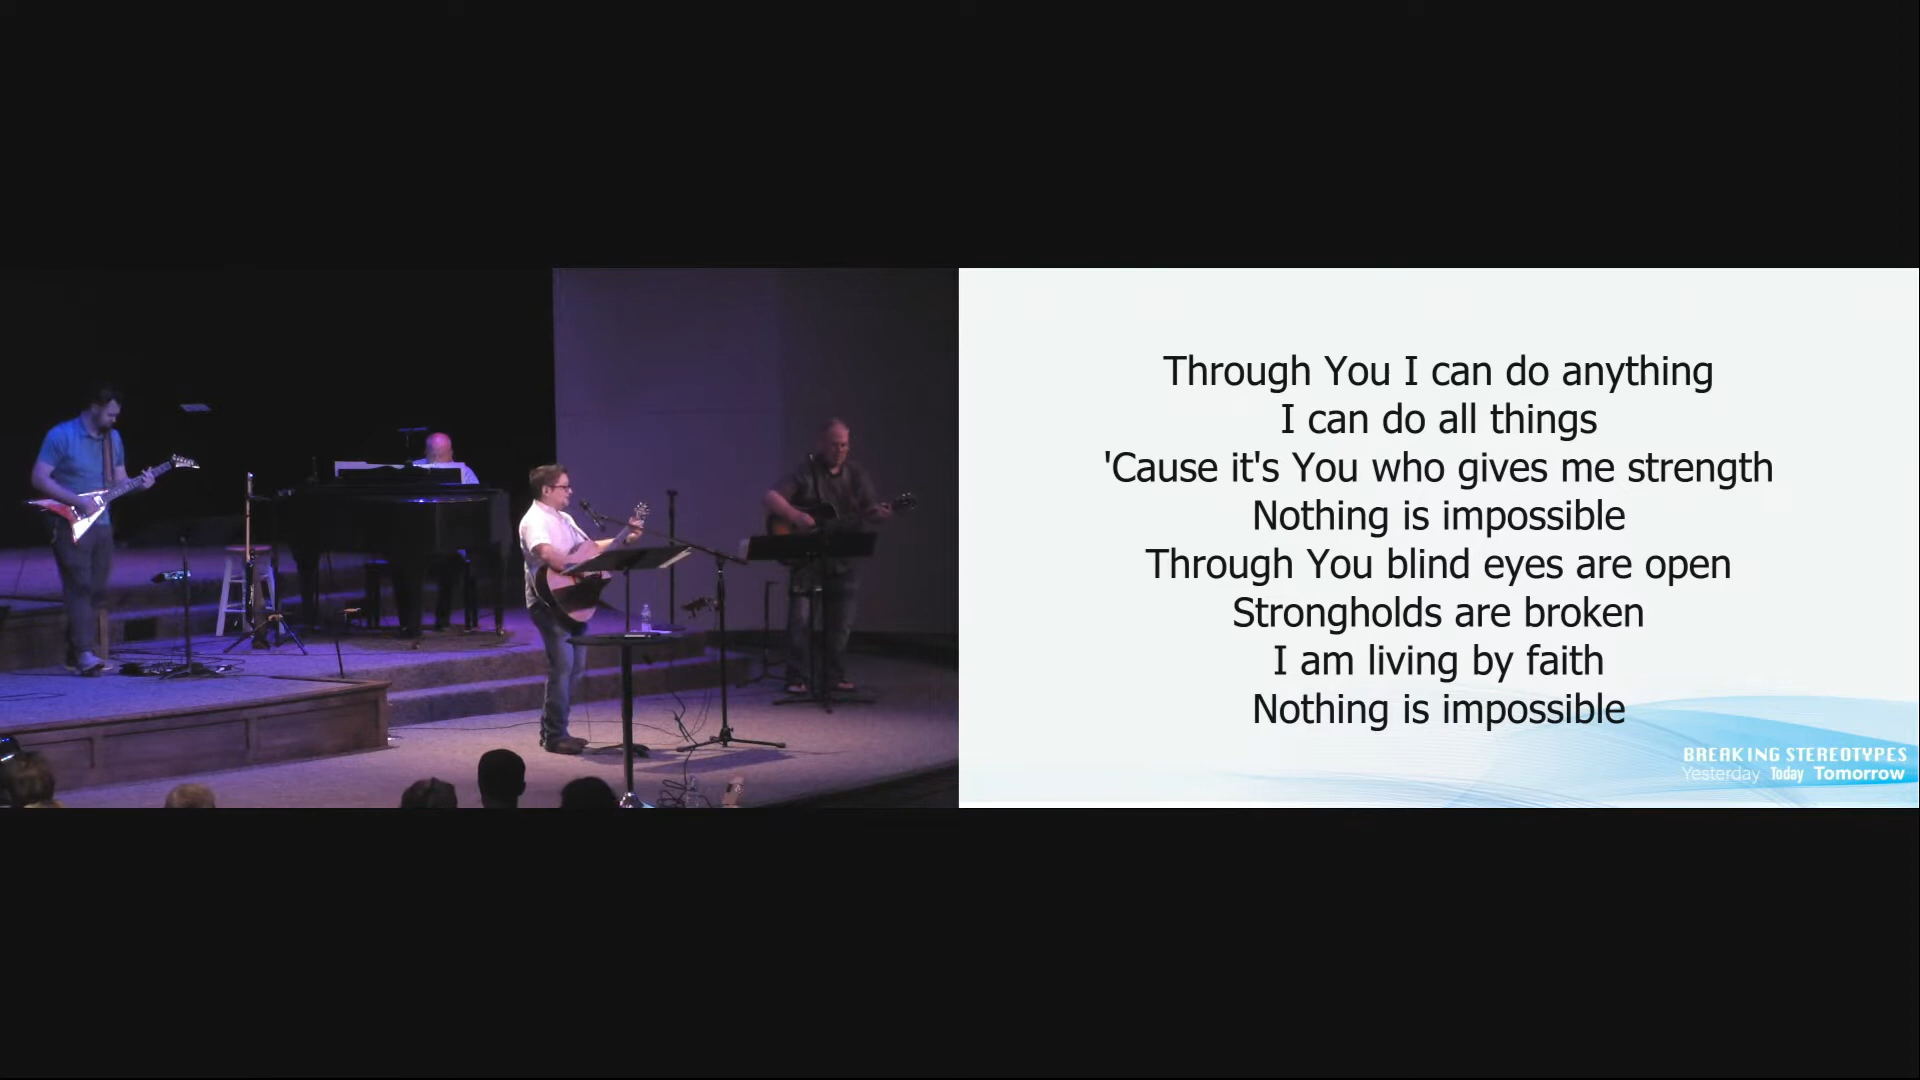 Through You I can do anything
I can do all things
'Cause it's You who gives me strength
Nothing is impossible
Through You blind eyes are open
Strongholds are broken
I am living by faith
Nothing is impossible
BREAKING STEREOTYPES
Yesterday Today Tomorrow